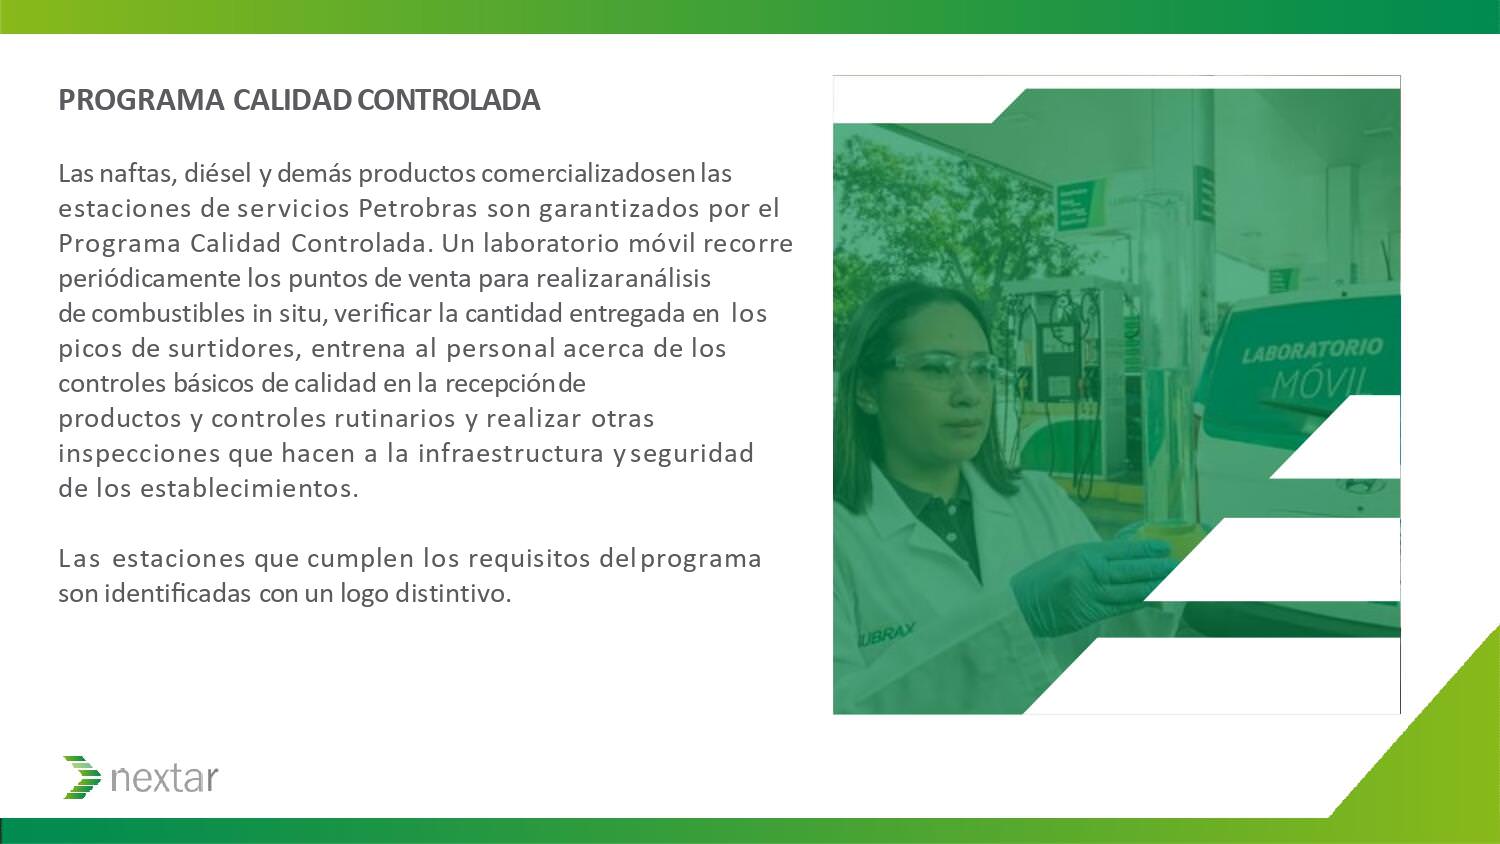 PROGRAMA CALIDAD CONTROLADA
Las naftas, diésel y demás productos comercializadosen las
estaciones de servicios Petrobras son garantizados por el
Programa Calidad Controlada. Un laboratorio móvil recorre
periódicamente los puntos de venta para realizaranálisis
de combustibles in situ, verificar la cantidad entregada en los
picos de surtidores, entrena al personal acerca de los
controles básicos de calidad en la recepciónde
productos y controles rutinarios y realizar otras
inspecciones que hacen a la infraestructura y seguridad
de los establecimientos.
Las estaciones que cumplen los requisitos del programa
son identificadas con un logo distintivo.
LABORATORIO
MÓVIL
LUBRAX
nextar